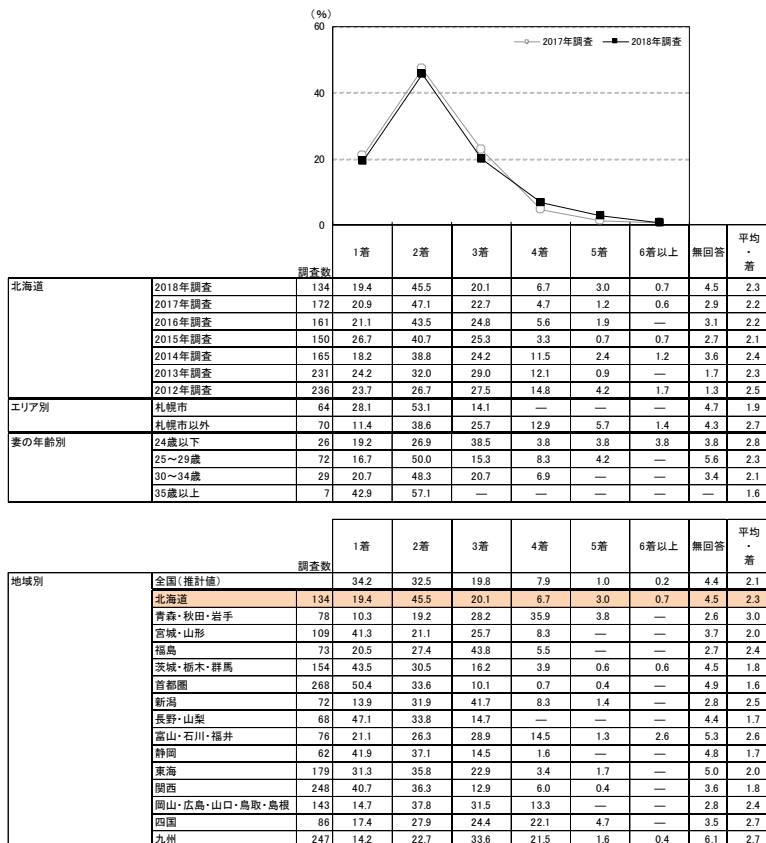 （％）
60
40
20
0
2017年調査 2018年調査
調査数 1着 2着 3着 4着 5着 6着以上 無回答 平均・着
北海道 2018年調査 134 19.4 45.5 20.1 6.7 3.0 0.7 4.5 2.3
2017年調査 172 20.9 47.1 22.7 4.7 1.2 0.6 2.9 2.2
2016年調査 161 21.1 43.5 24.8 5.6 1.9 — 3.1 2.2
2015年調査 150 26.7 40.7 25.3 3.3 0.7 0.7 2.7 2.1
2014年調査 165 18.2 38.8 24.2 11.5 2.4 1.2 3.6 2.4
2013年調査 231 24.2 32.0 29.0 12.1 0.9 — 1.7 2.3
2012年調査 236 23.7 26.7 27.5 14.8 4.2 1.7 1.3 2.5
エリア別 札幌市 64 28.1 53.1 14.1 — — — 4.7 1.9
札幌市以外 70 11.4 38.6 25.7 12.9 5.7 1.4 4.3 2.7
妻の年齢別 24歳以下 26 19.2 26.9 38.5 3.8 3.8 3.8 3.8 2.8
25～29歳 72 16.7 50.0 15.3 8.3 4.2 — 5.6 2.3
30～34歳 29 20.7 48.3 20.7 6.9 — — 3.4 2.1
35歳以上 7 42.9 57.1 — — — — — 1.6
調査数 1着 2着 3着 4着 5着 6着以上 無回答 平均・着
地域別 全国（推計値） 34.2 32.5 19.8 7.9 1.0 0.2 4.4 2.1
北海道 134 19.4 45.5 20.1 6.7 3.0 0.7 4.5 2.3
青森・秋田・岩手 78 10.3 19.2 28.2 35.9 3.8 — 2.6 3.0
宮城・山形 109 41.3 21.1 25.7 8.3 — — 3.7 2.0
福島 73 20.5 27.4 43.8 5.5 — — 2.7 2.4
茨城・栃木・群馬 154 43.5 30.5 16.2 3.9 0.6 0.6 4.5 1.8
首都圏 268 50.4 33.6 10.1 0.7 0.4 — 4.9 1.6
新潟 72 13.9 31.9 41.7 8.3 1.4 — 2.8 2.5
長野・山梨 68 47.1 33.8 14.7 — — — 4.4 1.7
富山・石川・福井 76 21.1 26.3 28.9 14.5 1.3 2.6 5.3 2.6
静岡 62 41.9 37.1 14.5 1.6 — — 4.8 1.7
東海 179 31.3 35.8 22.9 3.4 1.7 — 5.0 2.0
関西 248 40.7 36.3 12.9 6.0 0.4 — 3.6 1.8
岡山・広島・山口・鳥取・島根 143 14.7 37.8 31.5 13.3 — — 2.8 2.4
四国 86 17.4 27.9 24.4 22.1 4.7 — 3.5 2.7
九州 247 14.2 22.7 33.6 21.5 1.6 0.4 6.1 2.7